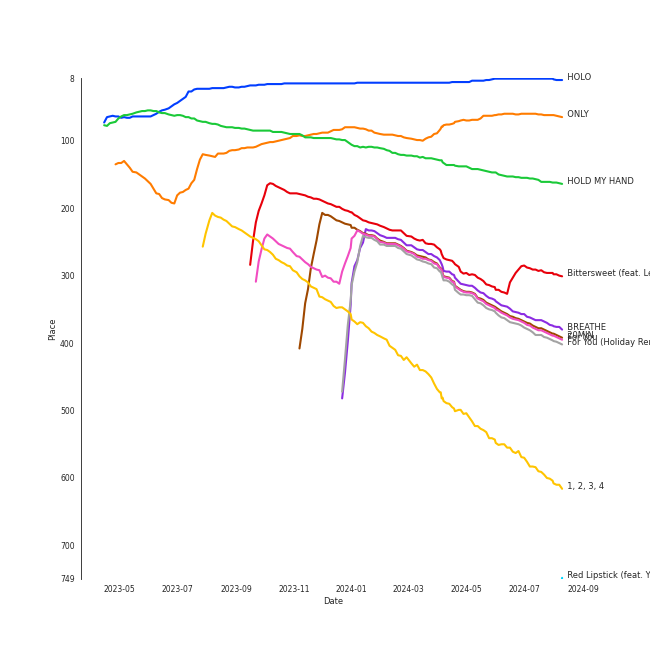 8
100
200
300
400
500
600
700
749
Place
2023-05
2023-07
2023-09
2023-11
2024-01
2024-03
2024-05
2024-07
2024-09
Date
HOLO
ONLY
HOLD MY HAND
Bittersweet (feat. Le
BREATHE
20MIN
For You (Holiday Re
1, 2, 3, 4
Red Lipstick (feat. Y